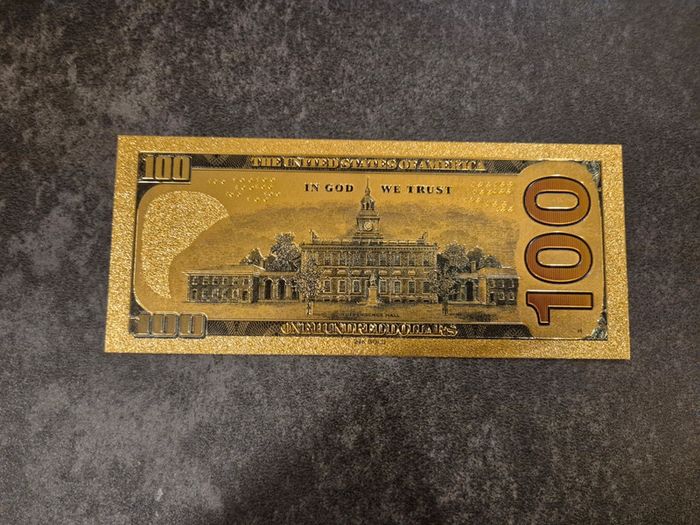 100
THE UNITED STATES OF AMERICA
IN GOD WE TRUST
100
100
ONE HUNDRED DOLLARS